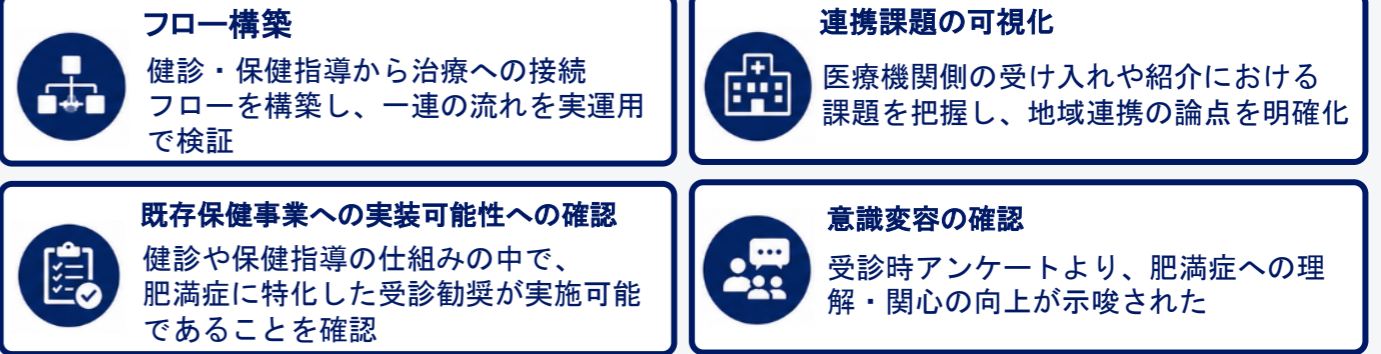 フロー構築
健診・保健指導から治療への接続
フローを構築し、一連の流れを実運用
で検証
連携課題の可視化
医療機関側の受け入れや紹介における
課題を把握し、地域連携の論点を明確化
既存保健事業への実装可能性への確認
健診や保健指導の仕組みの中で、
肥満症に特化した受診勧奨が実施可能
であることを確認
意識変容の確認
受診時アンケートより、肥満症への理
解・関心の向上が示唆された